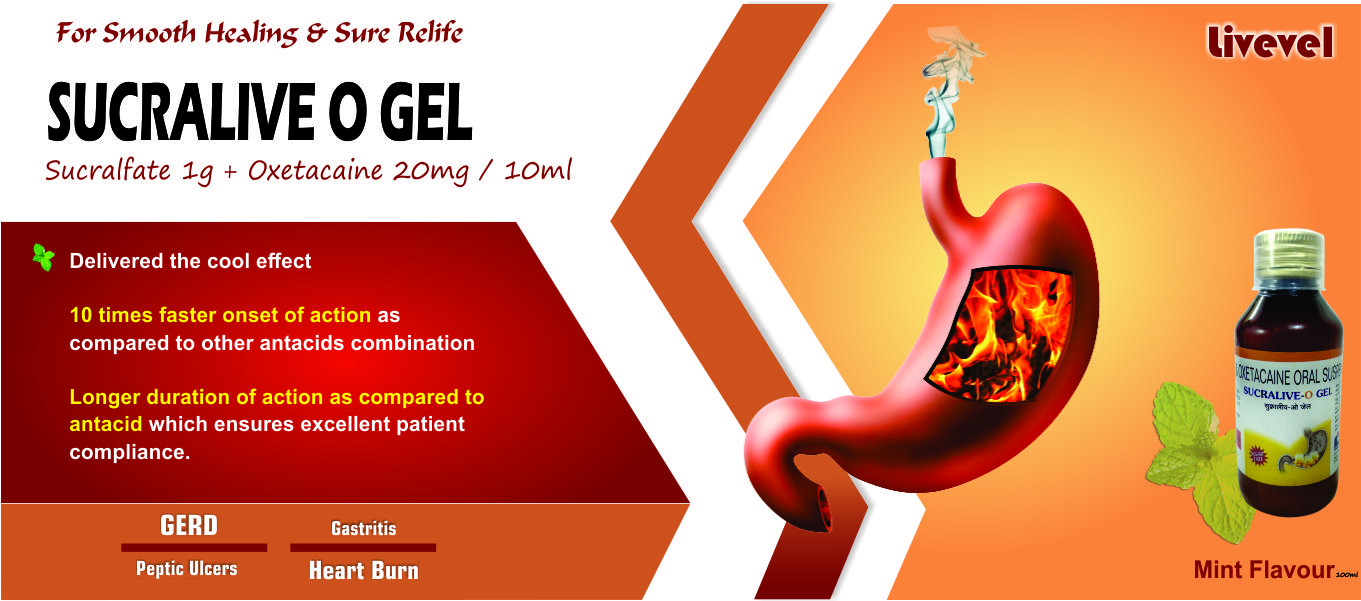 For Smooth Healing & Sure Relife
Livevel
SUCRALIVE O GEL
Sucralfate 1g + Oxetacaine 20mg / 10ml
Delivered the cool effect
10 times faster onset of action as
compared to other antacids combination
Longer duration of action as compared to
antacid which ensures excellent patient
compliance.
GERD
Peptic Ulcers
Gastritis
Heart Burn
OXETACAINE ORAL
SUCRALIVE-O GEL
सुक्रालीव-ओ जेल
Mint Flavour 100ml